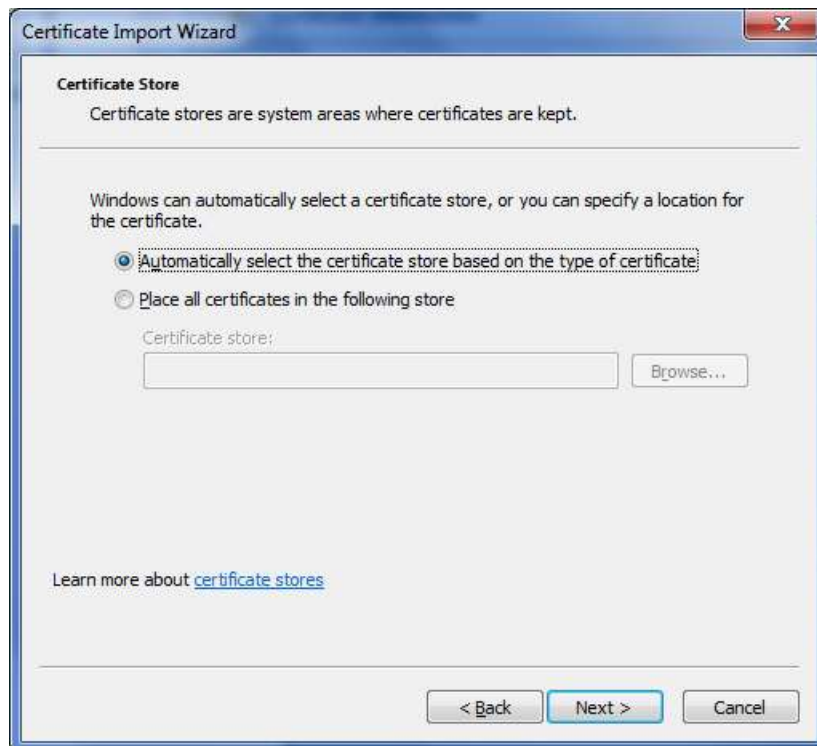 Certificate Import Wizard
Certificate Store
Certificate stores are system areas where certificates are kept.
Windows can automatically select a certificate store, or you can specify a location for
the certificate.
Automatically select the certificate store based on the type of certificate
Place all certificates in the following store
Certificate store:
Browse...
Learn more about certificate stores
< Back
Next >
Cancel